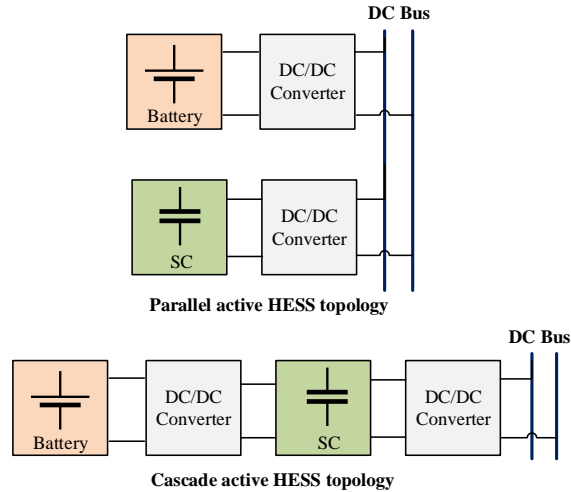 DC Bus
DC/DC
Converter
Battery
DC/DC
Converter
SC
Parallel active HESS topology
DC Bus
DC/DC
Converter
DC/DC
Converter
Battery
SC
Cascade active HESS topology